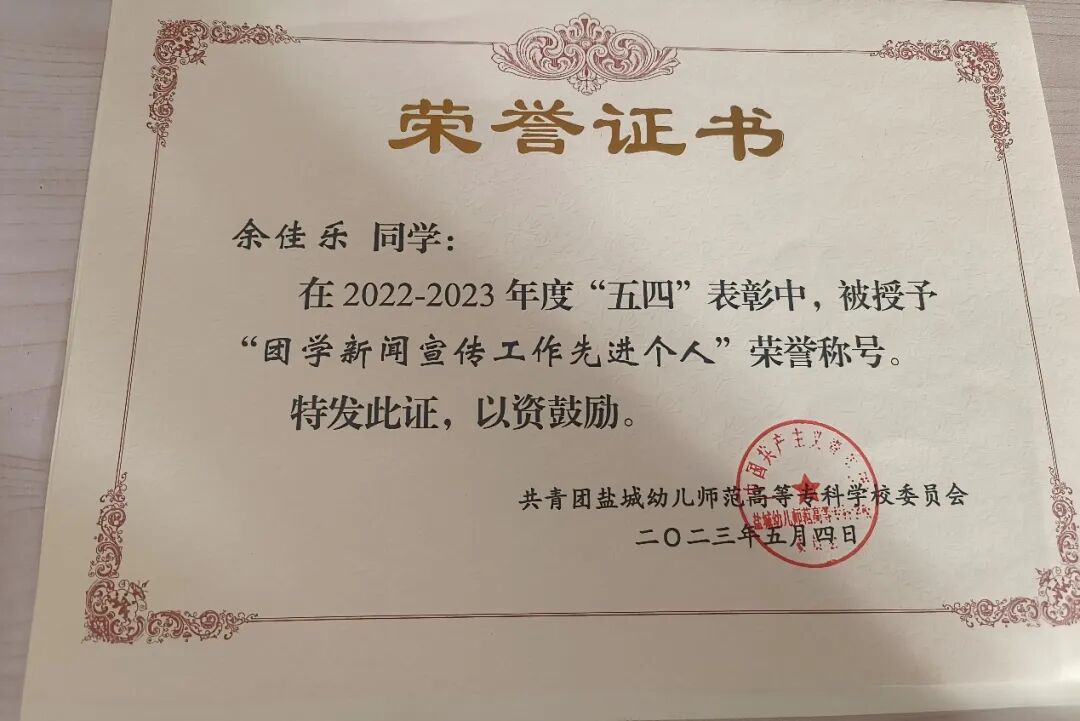 荣誉证书
余佳乐 同学：
在 2022-2023 年度“五四”表彰中，被授予
“团学新闻宣传工作先进个人”荣誉称号。
特发此证，以资鼓励。
共青团盐城幼儿师范高等专科学校委员会
二〇二三年五月四日